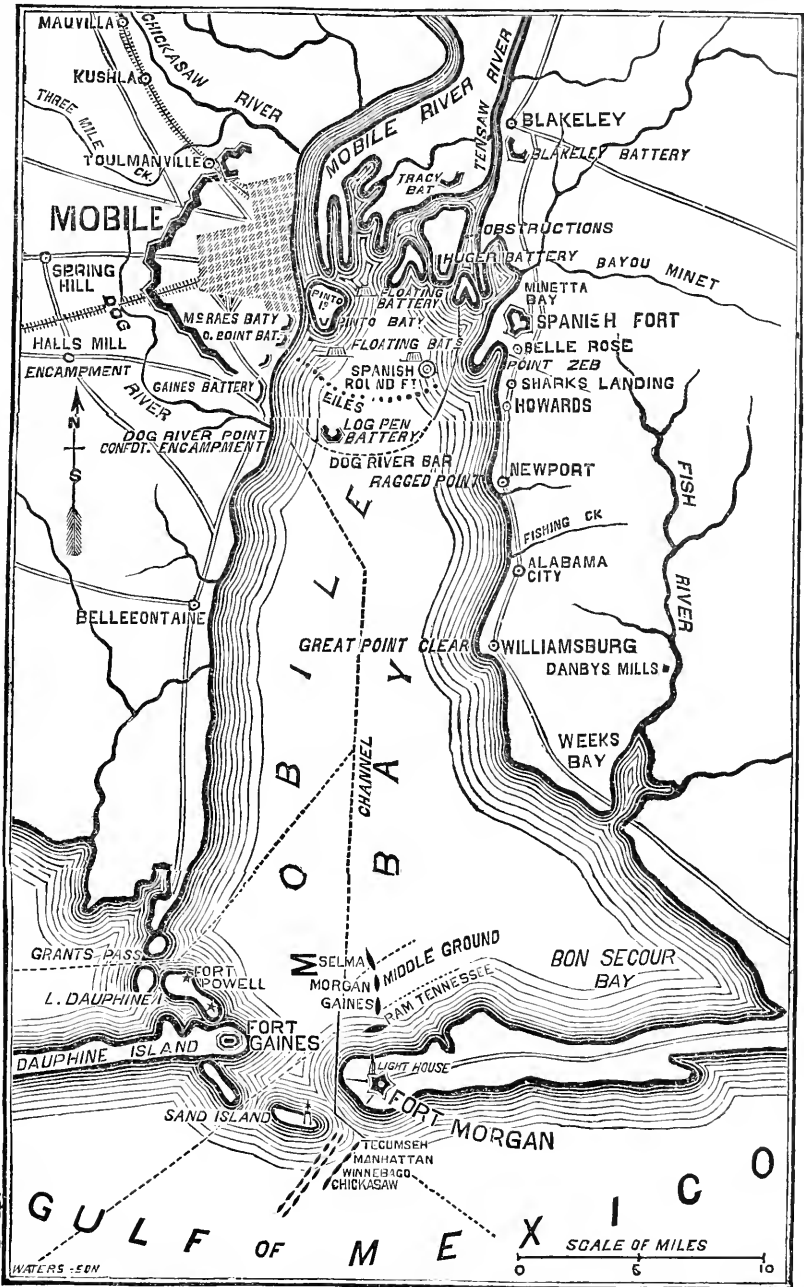 MAUVILLA
CHICKASAW RIVER
KUSHLA
THREE MILE CK.
TOULMANVILLE
MOBILE RIVER
TENSAW RIVER
BLAKELEY
BLAKELEY BATTERY
TRACY
BAT
MOBILE
OBSTRUCTIONS
HUGER BATTERY
BAYOU MINET
SPRING
HILL
DOG RIVER
PINTO
IS
FLOATING
BATTERY
MINETTA
BAY
McRAES BATY
O. POINT BAT.
PINTO BAY
SPANISH FORT
HALLS MILL
FLOATING BATS
BELLE ROSE
ENCAMPMENT
POINT ZEB
GAINES BATTERY
SPANISH
ROUND FT
SHARKS LANDING
EILES
HOWARDS
LOG PEN
BATTERY
DOG RIVER POINT
CONFDT. ENCAMPMENT
DOG RIVER BAR
RAGGED POINT
NEWPORT
N
S
FISH RIVER
FISHING CK
ALABAMA
CITY
BELLEEONTAINE
GREAT POINT CLEAR
WILLIAMSBURG
DANBYS MILLS
WEEKS
BAY
MOBILE BAY
CHANNEL
GRANTS PASS
SELMA
MIDDLE GROUND
BON SECOUR
BAY
FORT
POWELL
MORGAN
L. DAUPHINE
GAINES
RAM TENNESSEE
FORT
GAINES
DAUPHINE ISLAND
LIGHT HOUSE
SAND ISLAND
FORT MORGAN
TECUMSEH
MANHATTAN
WINNEBAGO
CHICKASAW
GULF OF MEXICO
SCALE OF MILES
0 5 10
WATERS-SON